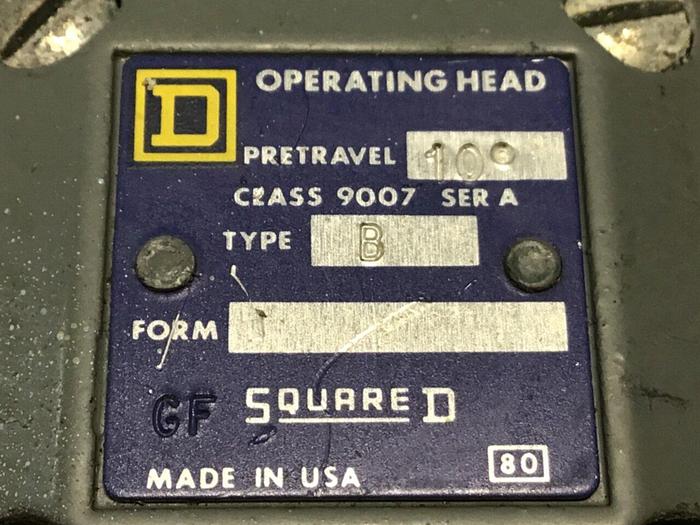 D
OPERATING HEAD
PRETRAVEL 10°
CLASS 9007 SER A
TYPE B
FORM
GF SQUARE D
MADE IN USA 80